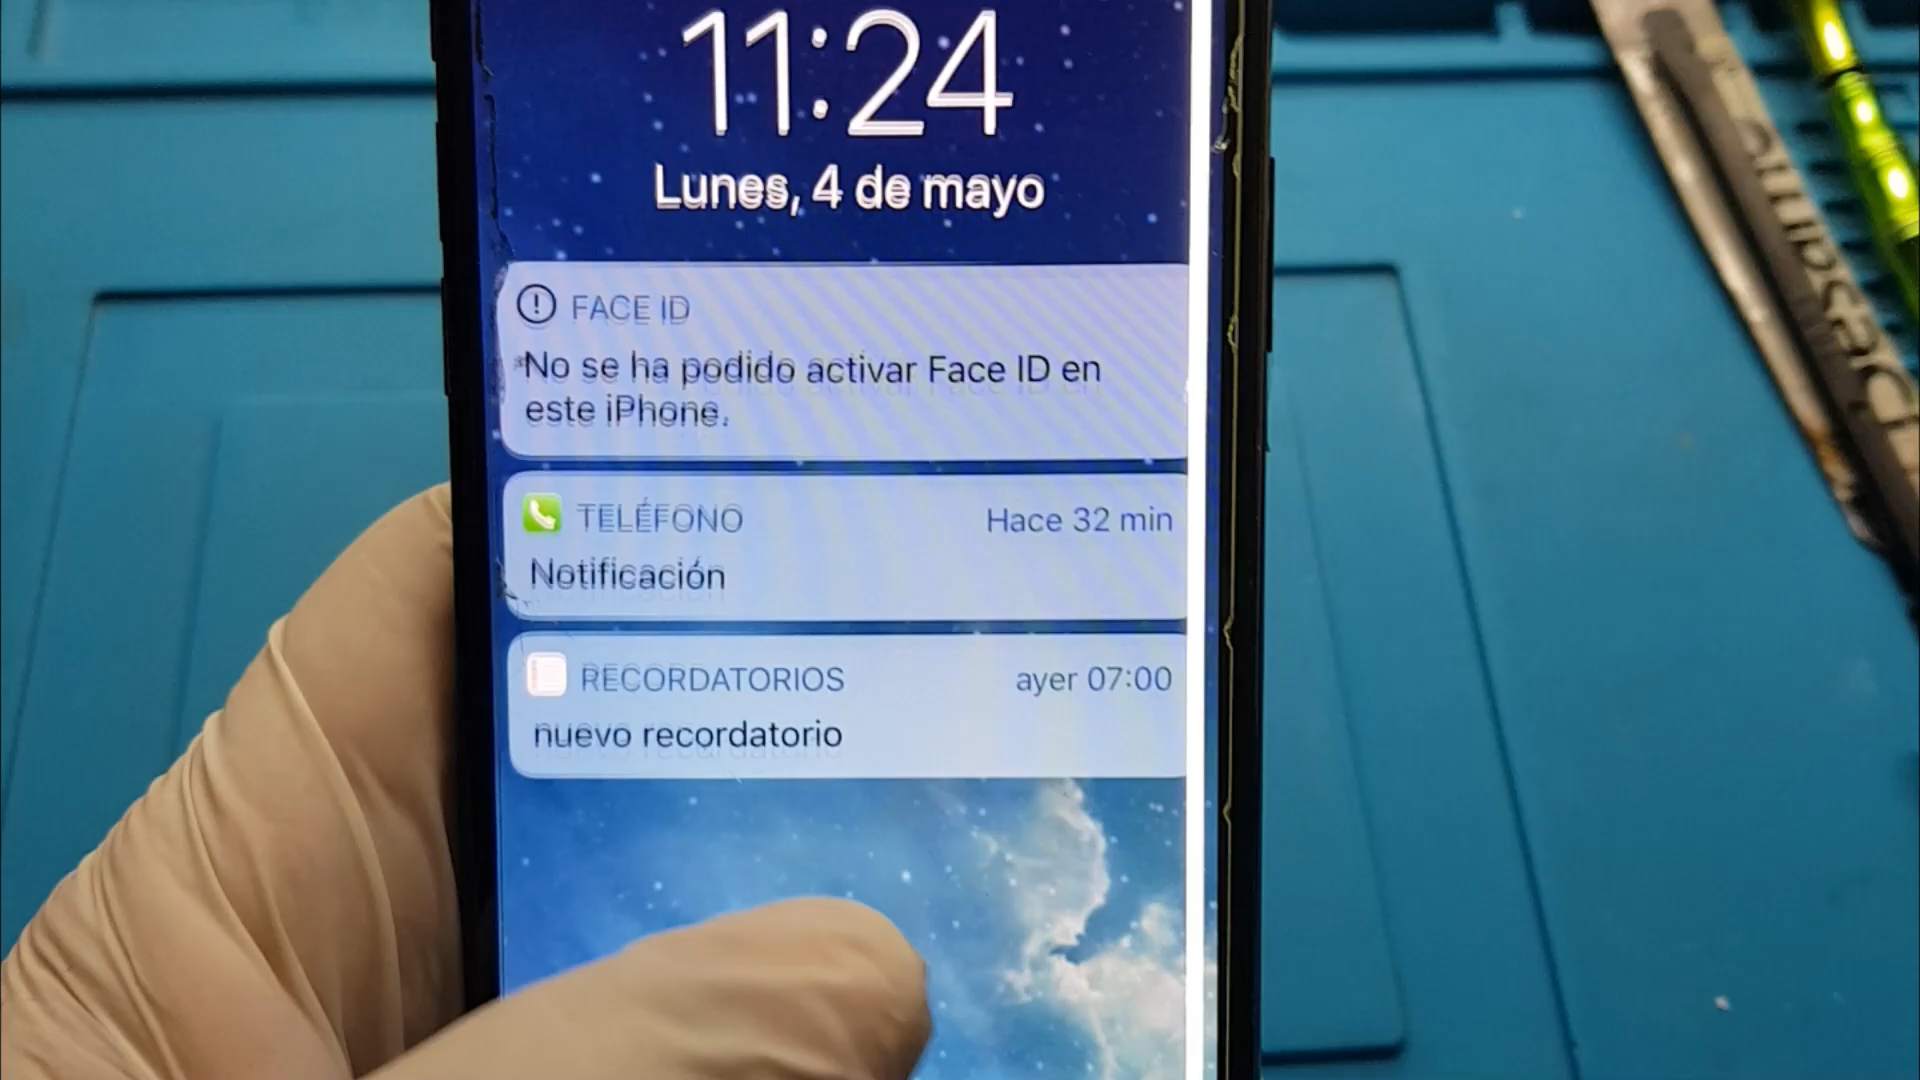 11:24
Lunes, 4 de mayo
FACE ID
No se ha podido activar Face ID en
este iPhone.
TELÉFONO
Hace 32 min
Notificación
RECORDATORIOS
ayer 07:00
nuevo recordatorio